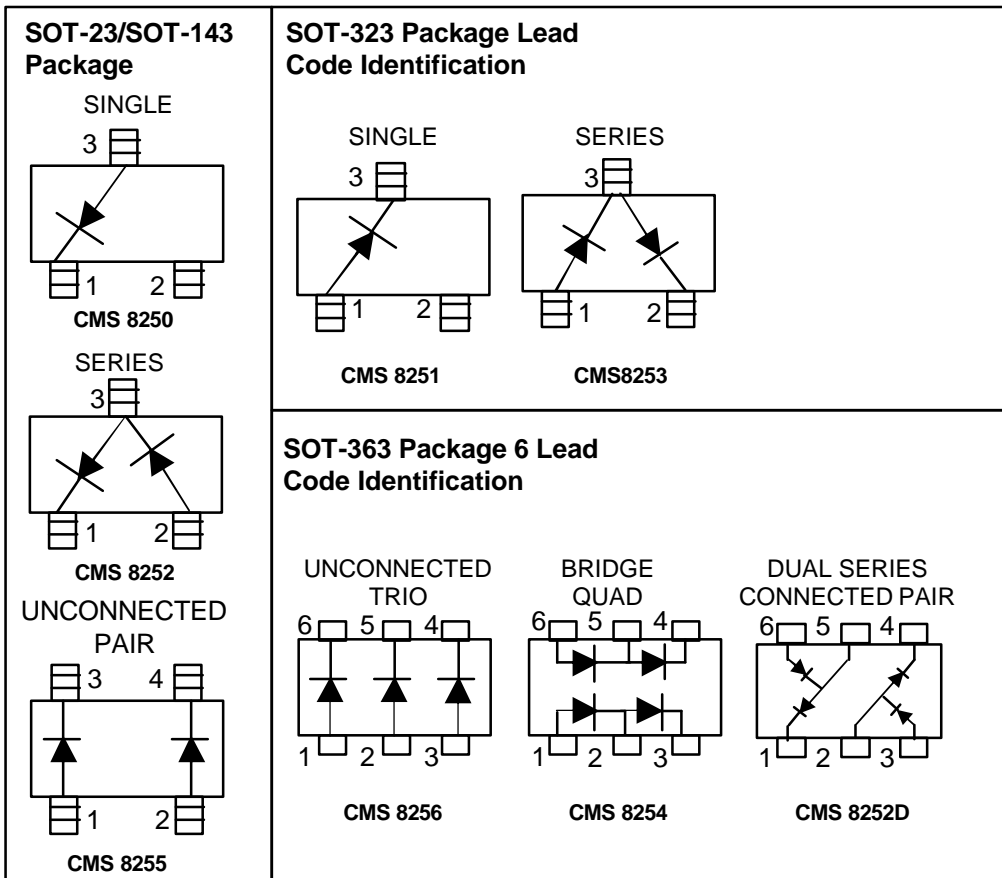 SOT-23/SOT-143
Package
SINGLE
3
1
2
CMS 8250
SERIES
3
1
2
CMS 8252
UNCONNECTED
PAIR
3
4
1
2
CMS 8255
SOT-323 Package Lead
Code Identification
SINGLE
3
1
2
CMS 8251
SERIES
3
1
2
CMS8253
SOT-363 Package 6 Lead
Code Identification
UNCONNECTED
TRIO
6
5
4
1
2
3
CMS 8256
BRIDGE
QUAD
6
5
4
1
2
3
CMS 8254
DUAL SERIES
CONNECTED PAIR
6
5
4
1
2
3
CMS 8252D